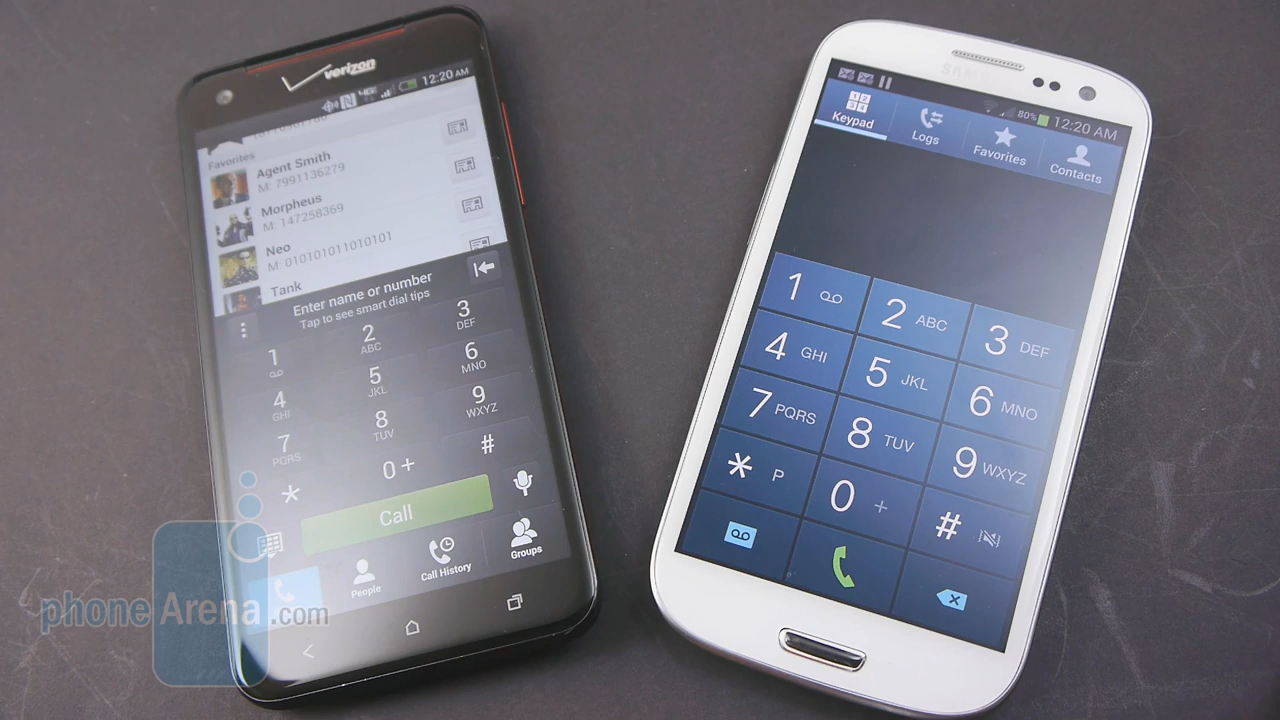 verizon
4G
12:20 AM
Favorites
Agent Smith
M: 7991136279
Morpheus
M: 147258369
Neo
M: 010101011010101
Tank
Enter name or number
Tap to see smart dial tips
1
2
ABC
3
DEF
4
GHI
5
JKL
6
MNO
7
PQRS
8
TUV
9
WXYZ
*
0 +
#
Call
People
Call History
Groups
phoneArena.com
SAMSUNG
80% 12:20 AM
Keypad
Logs
Favorites
Contacts
1
2 ABC
3 DEF
4 GHI
5 JKL
6 MNO
7 PQRS
8 TUV
9 WXYZ
* P
0 +
#